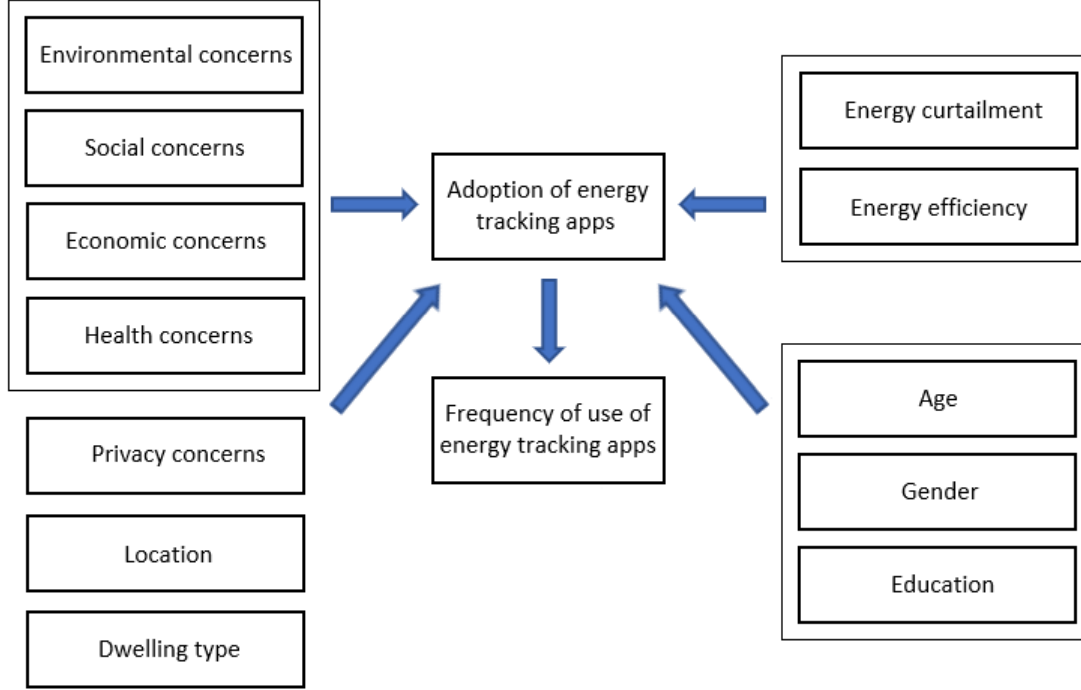 Environmental concerns
Social concerns
Economic concerns
Health concerns
Privacy concerns
Location
Dwelling type
Adoption of energy
tracking apps
Frequency of use of
energy tracking apps
Energy curtailment
Energy efficiency
Age
Gender
Education